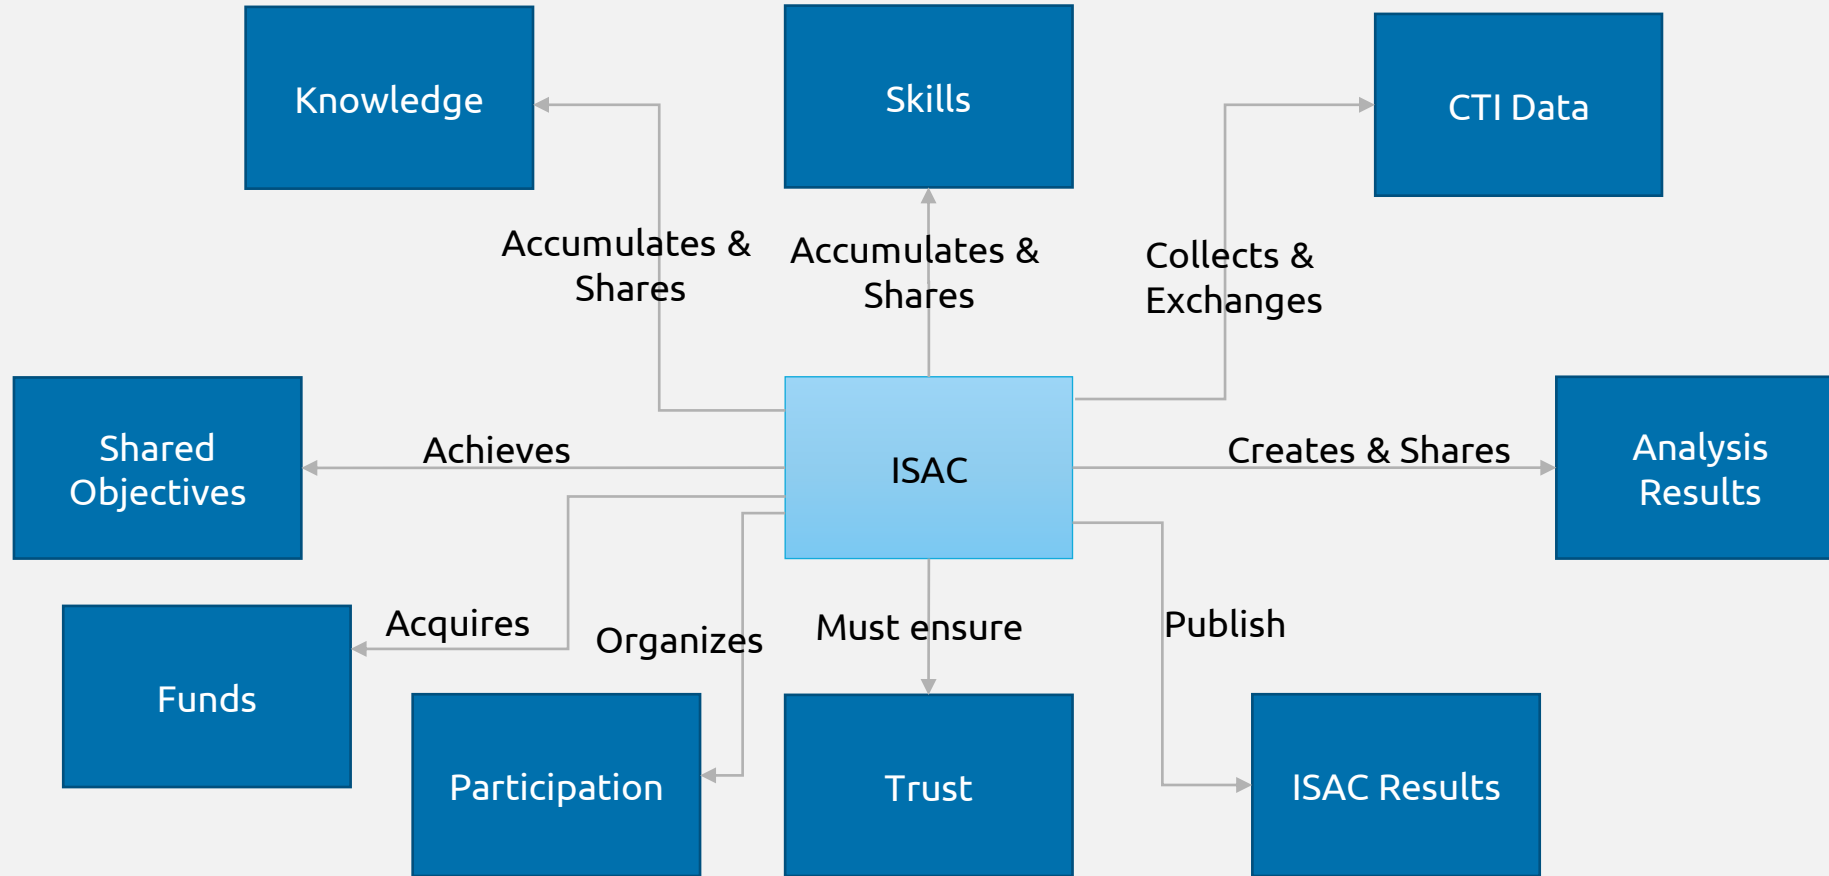 Knowledge
Skills
CTI Data
Accumulates &
Shares
Accumulates &
Shares
Collects &
Exchanges
Shared
Objectives
Achieves
ISAC
Creates & Shares
Analysis
Results
Acquires
Organizes
Must ensure
Publish
Funds
Participation
Trust
ISAC Results